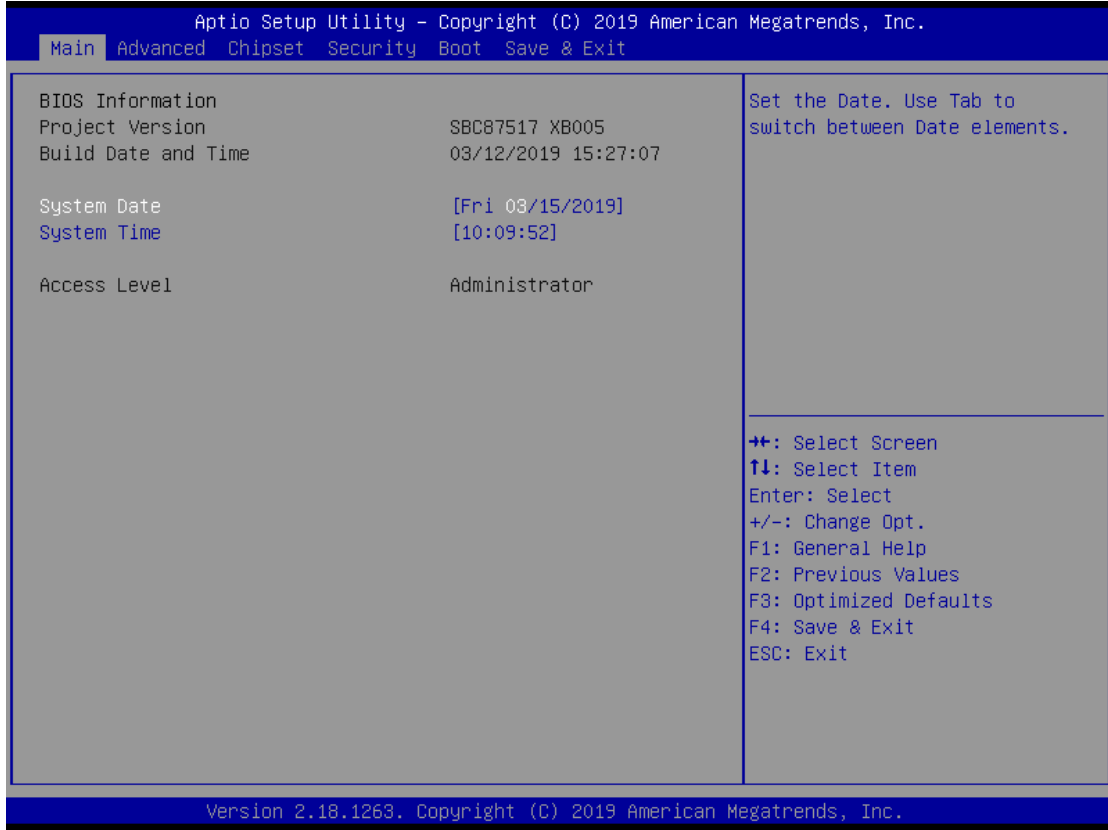 Aptio Setup Utility – Copyright (C) 2019 American Megatrends, Inc.
Main Advanced Chipset Security Boot Save & Exit
BIOS Information
Project Version SBC87517 XB005
Build Date and Time 03/12/2019 15:27:07
System Date [Fri 03/15/2019]
System Time [10:09:52]
Access Level Administrator
Set the Date. Use Tab to
switch between Date elements.
→←: Select Screen
↑↓: Select Item
Enter: Select
+/-: Change Opt.
F1: General Help
F2: Previous Values
F3: Optimized Defaults
F4: Save & Exit
ESC: Exit
Version 2.18.1263. Copyright (C) 2019 American Megatrends, Inc.